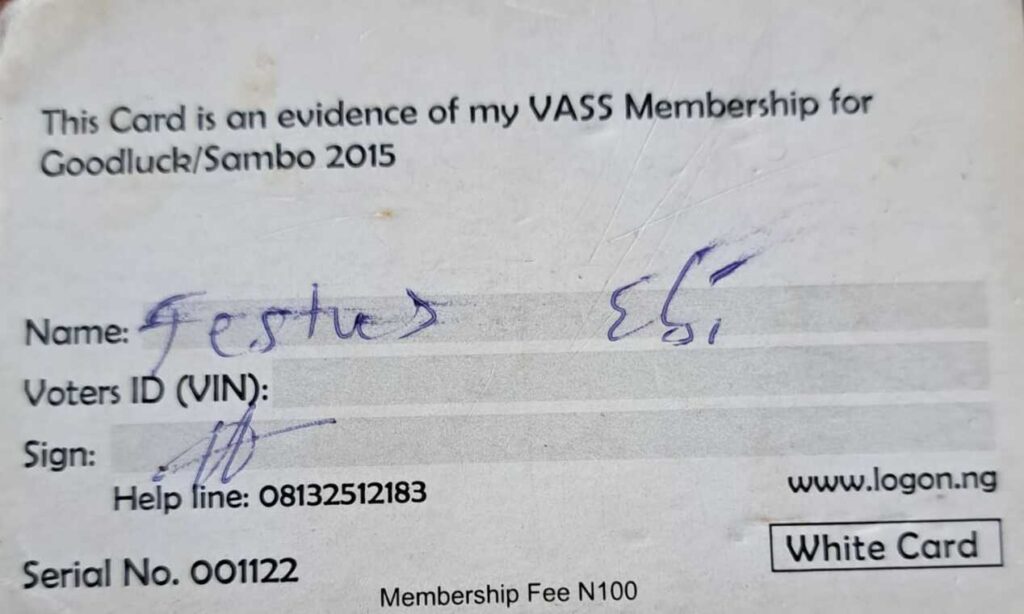 This Card is an evidence of my VASS Membership for
Goodluck/Sambo 2015
Name: Festus Ebi
Voters ID (VIN):
Sign:
Help line: 08132512183
www.logon.ng
Serial No. 001122
White Card
Membership Fee N100